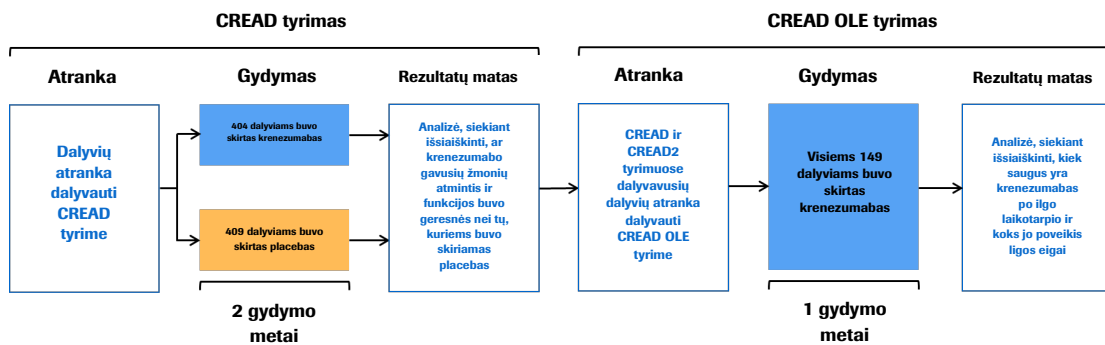 CREAD tyrimas
Atranka
Gydymas
Rezultatų matas
Dalyvių
atranka
dalyvauti
CREAD
tyrime
404 dalyviams buvo
skirtas krenezumabas
409 dalyviams buvo
skirtas placebas
Analizė, siekiant
išsiaiškinti, ar
krenezumabo
gavusių žmonių
atmintis ir
funkcijos buvo
geresnės nei tų,
kuriems buvo
skiriamas
placebas
2 gydymo
metai
CREAD OLE tyrimas
Atranka
Gydymas
Rezultatų matas
CREAD ir
CREAD2
tyrimuose
dalyvavusių
dalyvių atranka
dalyvauti
CREAD OLE
tyrime
Visiems 149
dalyviams buvo
skirtas
krenezumabas
Analizė, siekiant
išsiaiškinti, kiek
saugus yra
krenezumabas
po ilgo
laikotarpio ir
koks jo poveikis
ligos eigai
1 gydymo
metai